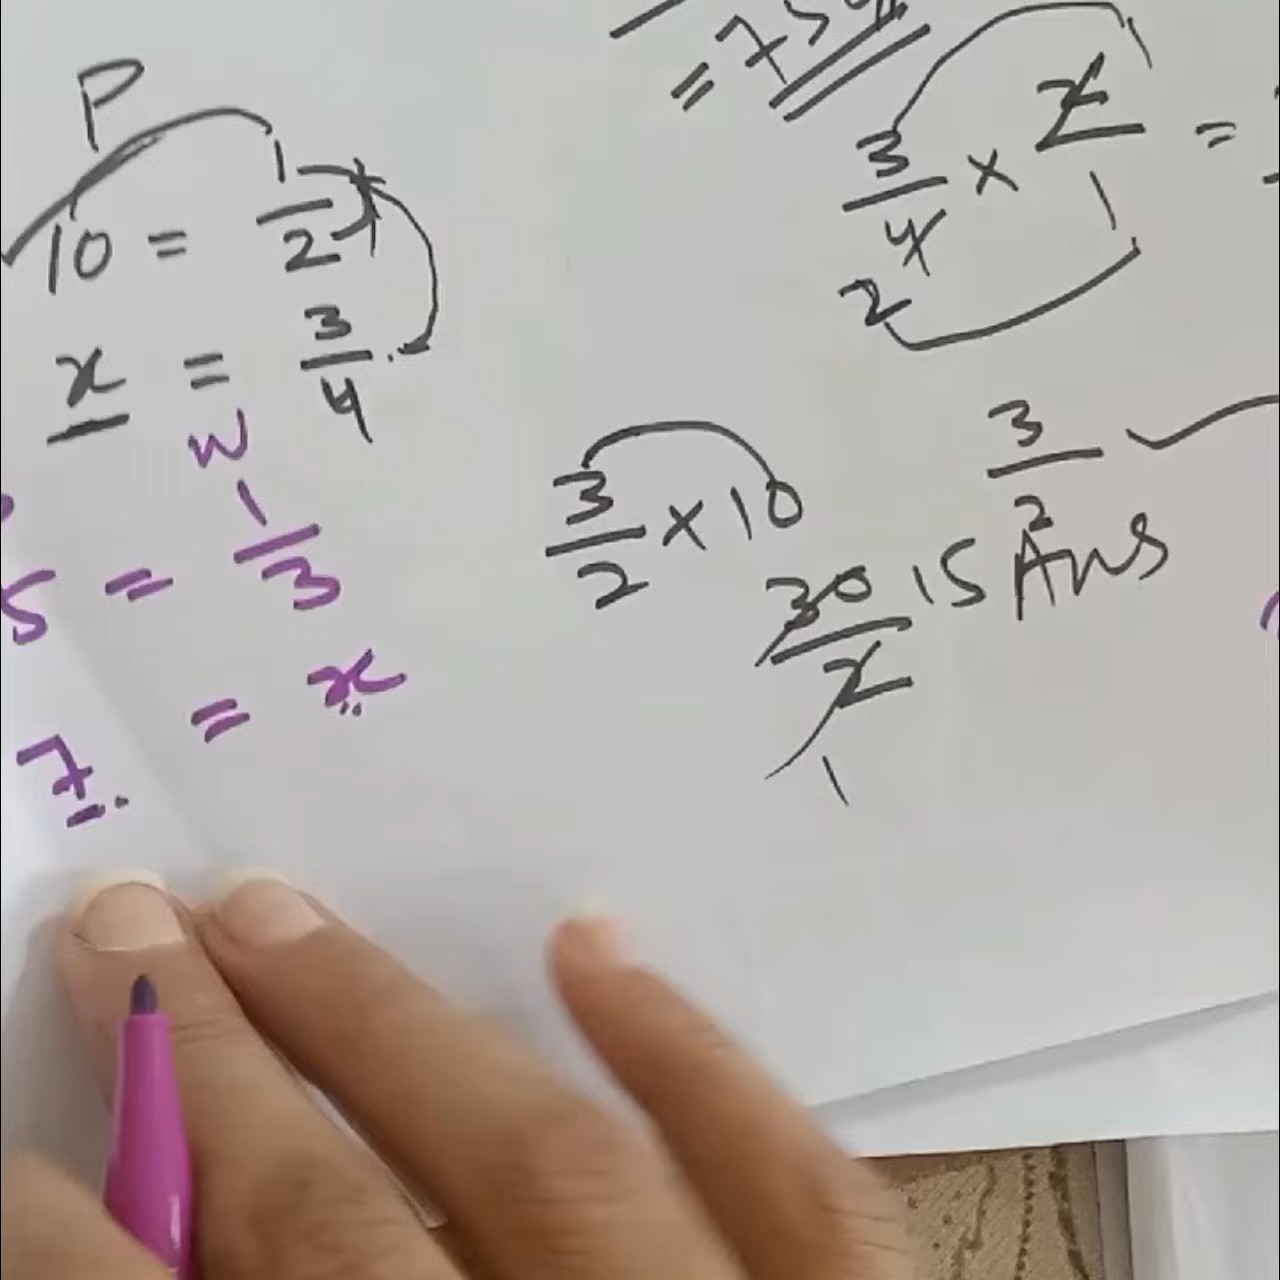 P
10 = 1/2
x = 3/4
W
5 = 1/3
7. = x
= 75
3/4 × 2/1 =
2
3/2
3/2 × 10
30/2 15 Ans
1